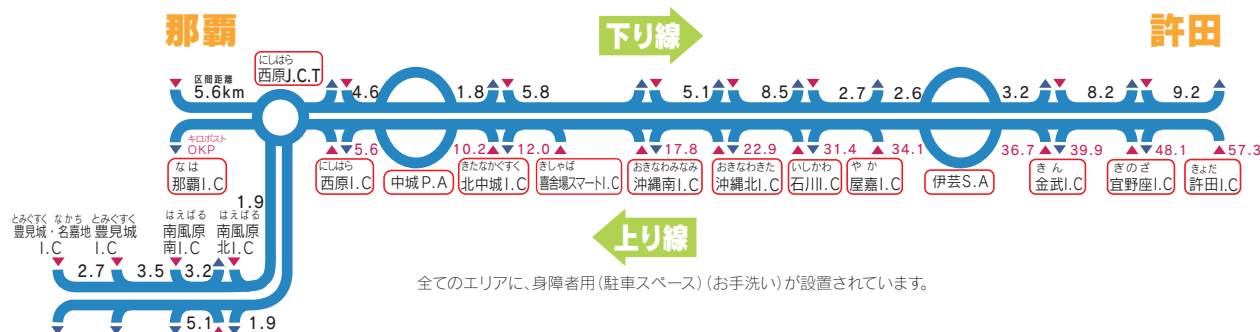 那覇
下り線
許田
にしはら
西原J.C.T
区間距離
5.6km
4.6
1.8
5.8
5.1
8.5
2.7
2.6
3.2
8.2
9.2
キロポスト
0KP
5.6
10.2
12.0
17.8
22.9
31.4
34.1
36.7
39.9
48.1
57.3
なは
那覇I.C
にしはら
西原I.C
中城P.A
きたなかぐすく
北中城I.C
きしゃば
喜舎場スマートI.C
おきなわみなみ
沖縄南I.C
おきなわきた
沖縄北I.C
いしかわ
石川I.C
やか
屋嘉I.C
伊芸S.A
きん
金武I.C
ぎのざ
宜野座I.C
きょだ
許田I.C
1.9
とみぐすく なかち
豊見城・名嘉地
I.C
とみぐすく
豊見城
I.C
はえばる
南風原
南I.C
はえばる
南風原
北I.C
上り線
2.7
3.5
3.2
全てのエリアに、身障者用(駐車スペース)(お手洗い)が設置されています。
5.1
1.9